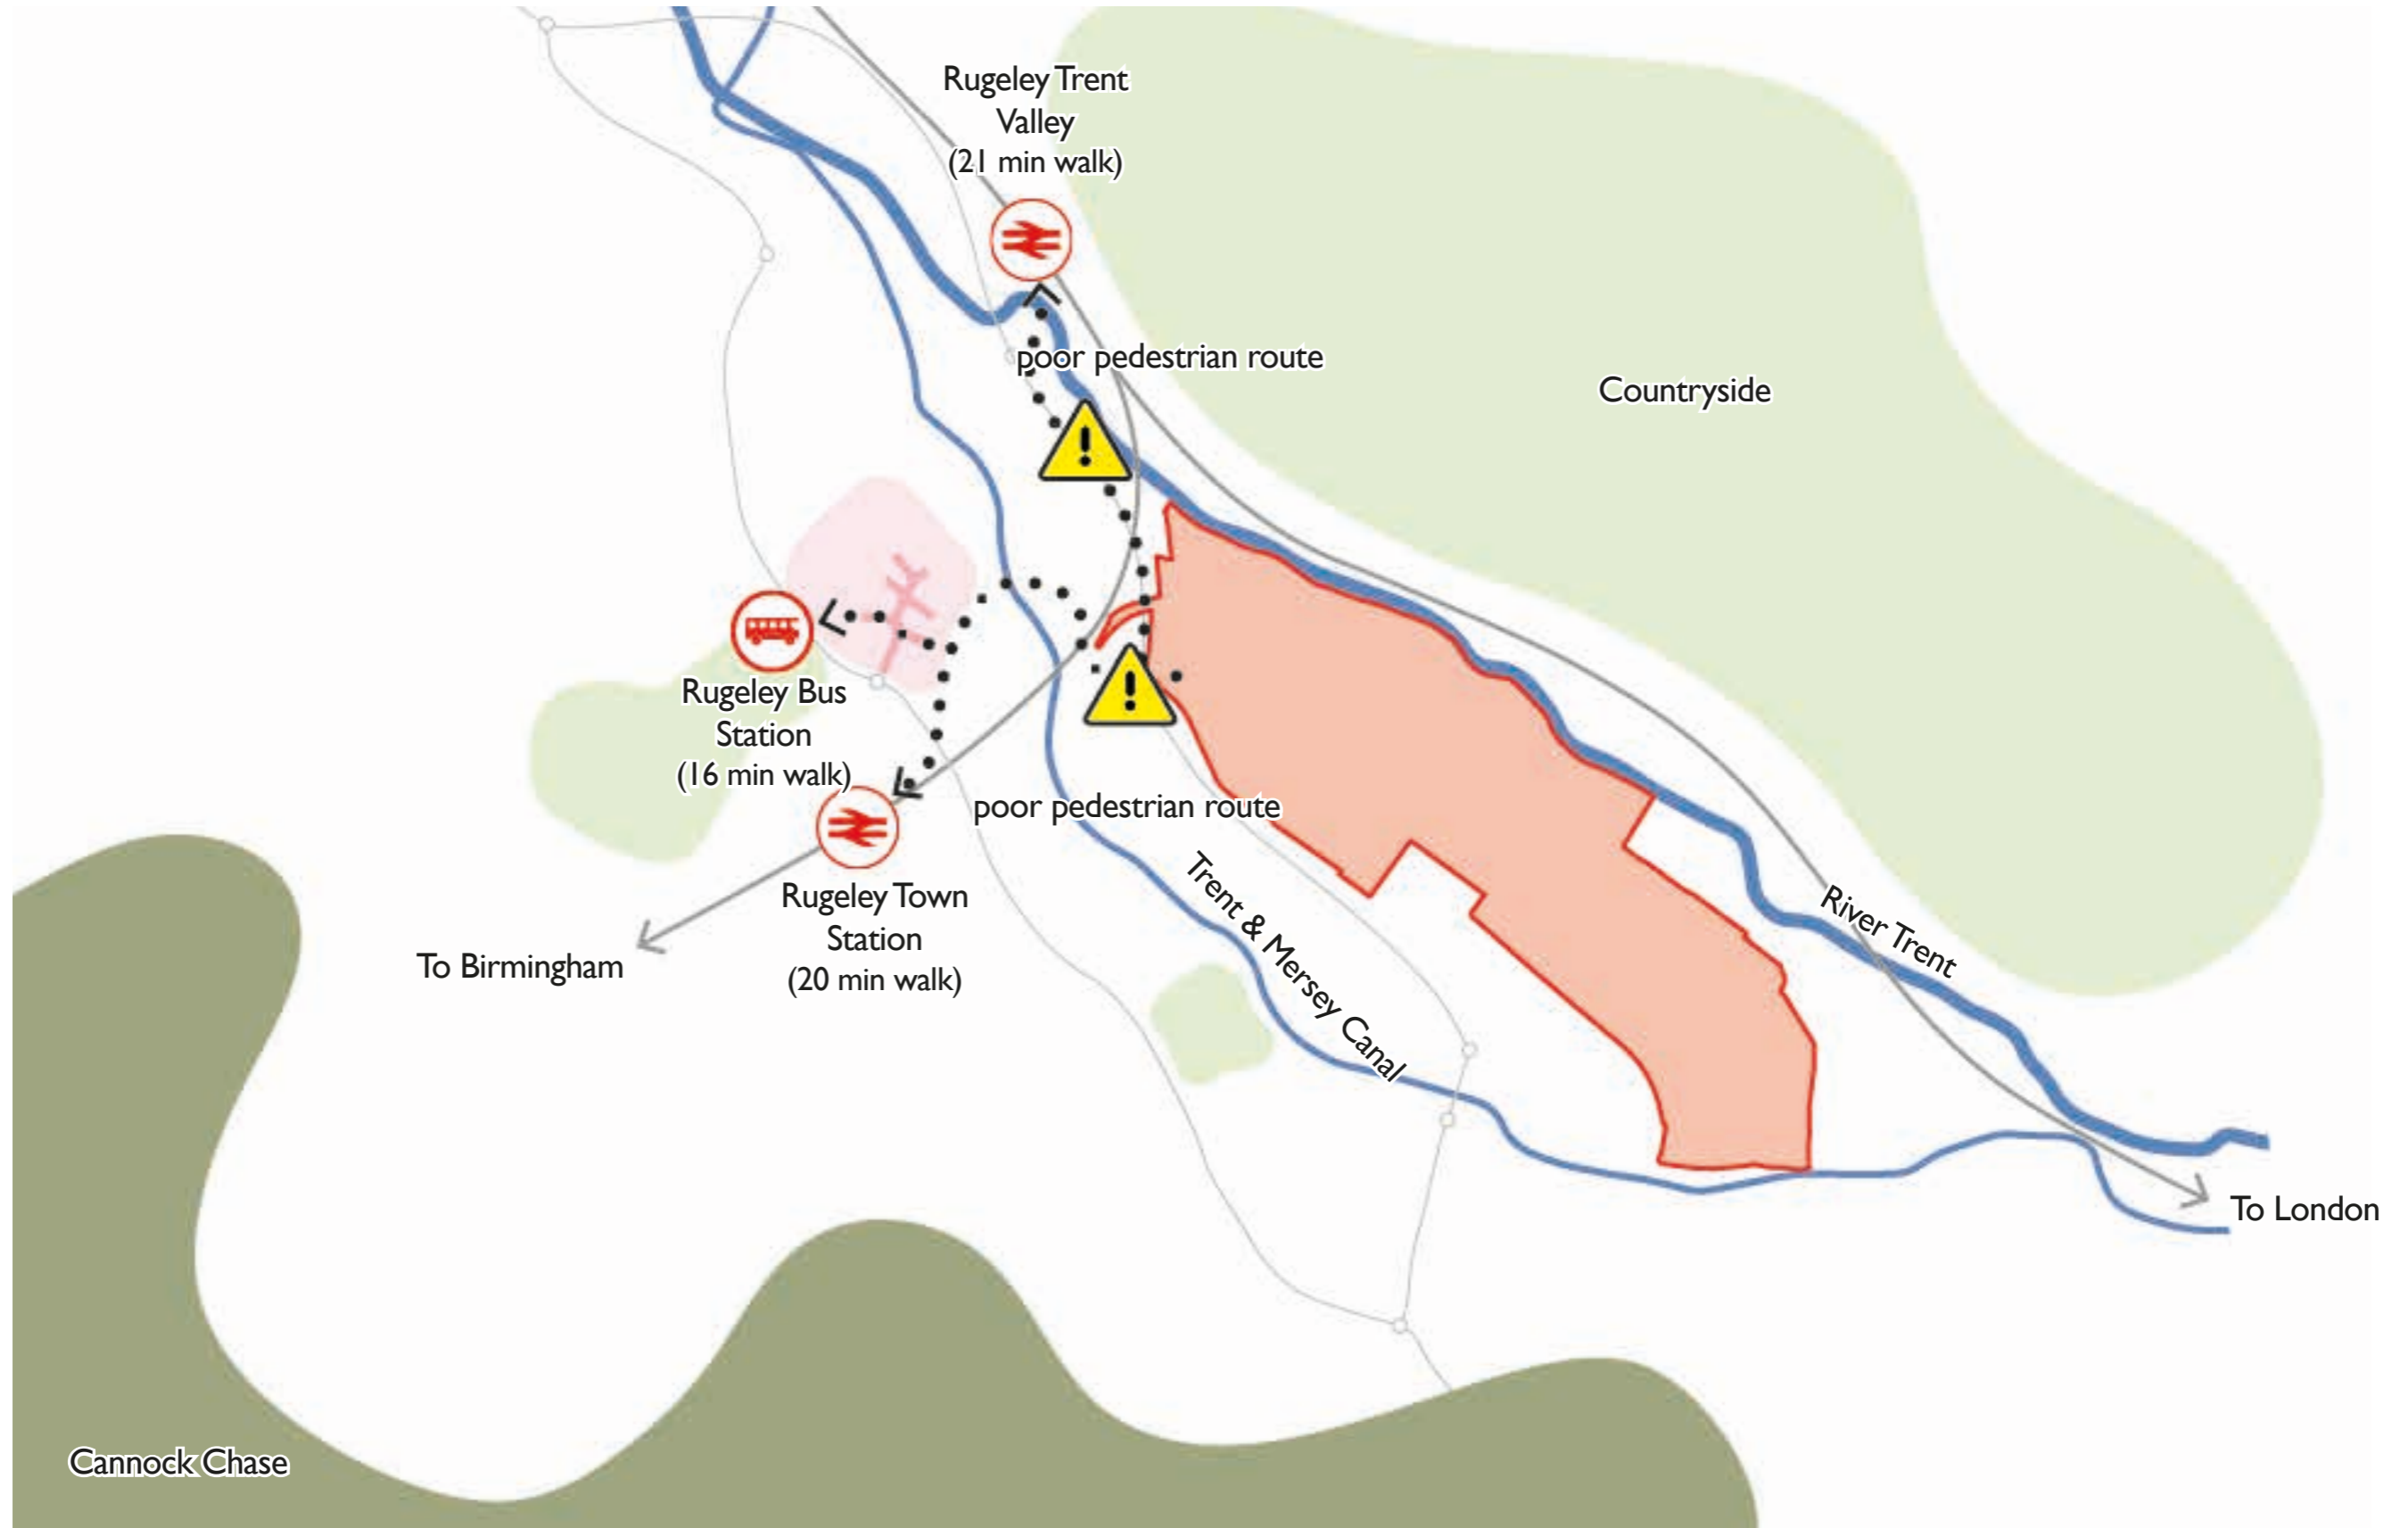 Rugeley Trent
Valley
(21 min walk)
poor pedestrian route
Countryside
Rugeley Bus
Station
(16 min walk)
poor pedestrian route
Rugeley Town
Station
(20 min walk)
To Birmingham
Trent & Mersey Canal
River Trent
To London
Cannock Chase